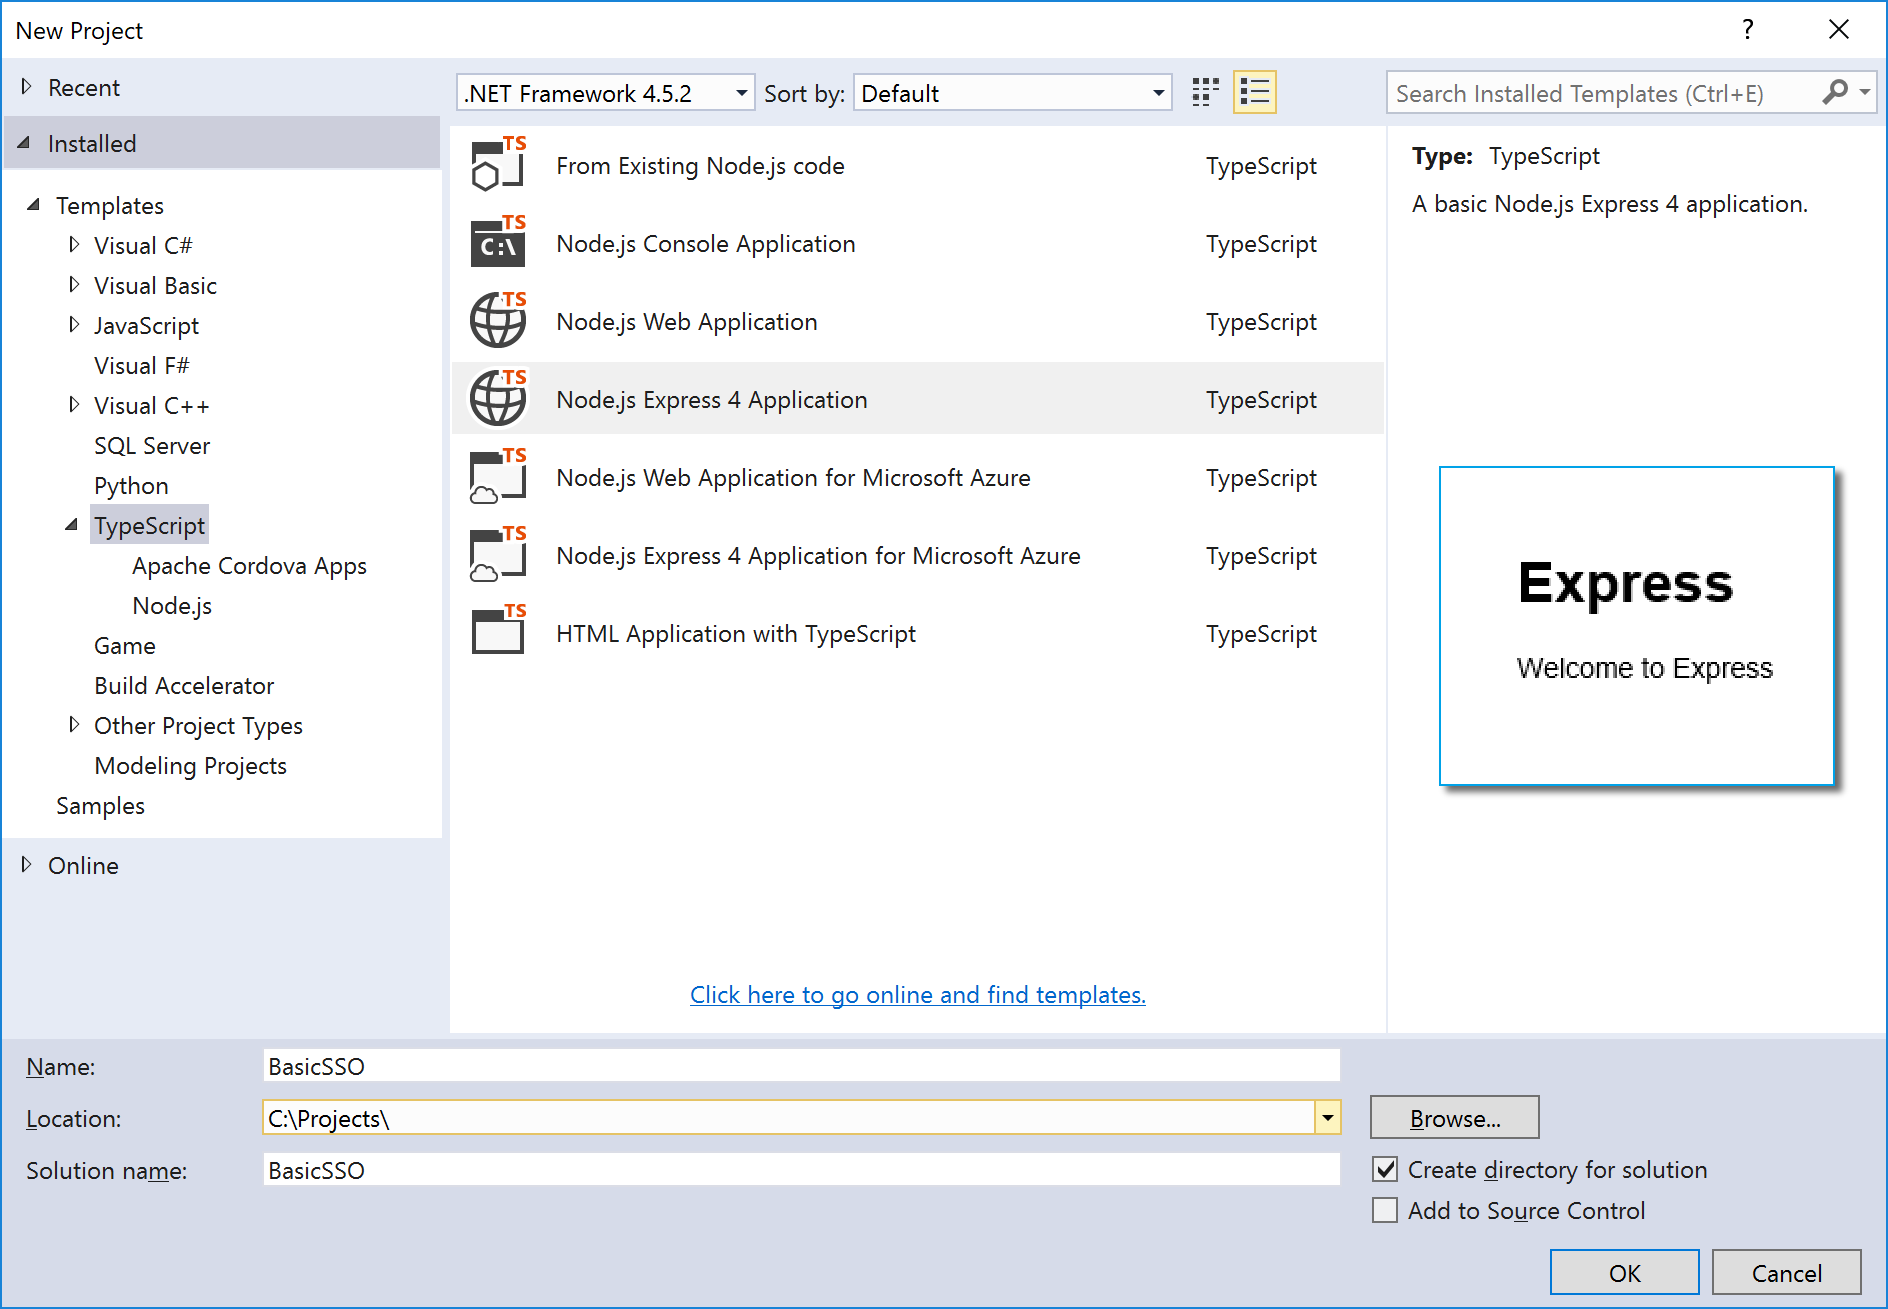 New Project
?
Recent
.NET Framework 4.5.2
Sort by:
Default
Search Installed Templates (Ctrl+E)
Installed
Templates
Visual C#
Visual Basic
JavaScript
Visual F#
Visual C++
SQL Server
Python
TypeScript
Apache Cordova Apps
Node.js
Game
Build Accelerator
Other Project Types
Modeling Projects
Samples
Online
TS
From Existing Node.js code TypeScript
TS
C:\
Node.js Console Application TypeScript
TS
Node.js Web Application TypeScript
TS
Node.js Express 4 Application TypeScript
TS
Node.js Web Application for Microsoft Azure TypeScript
TS
Node.js Express 4 Application for Microsoft Azure TypeScript
TS
HTML Application with TypeScript TypeScript
Click here to go online and find templates.
Type: TypeScript
A basic Node.js Express 4 application.
Express
Welcome to Express
Name: BasicSSO
Location: C:\Projects\
Browse...
Solution name: BasicSSO
Create directory for solution
Add to Source Control
OK
Cancel